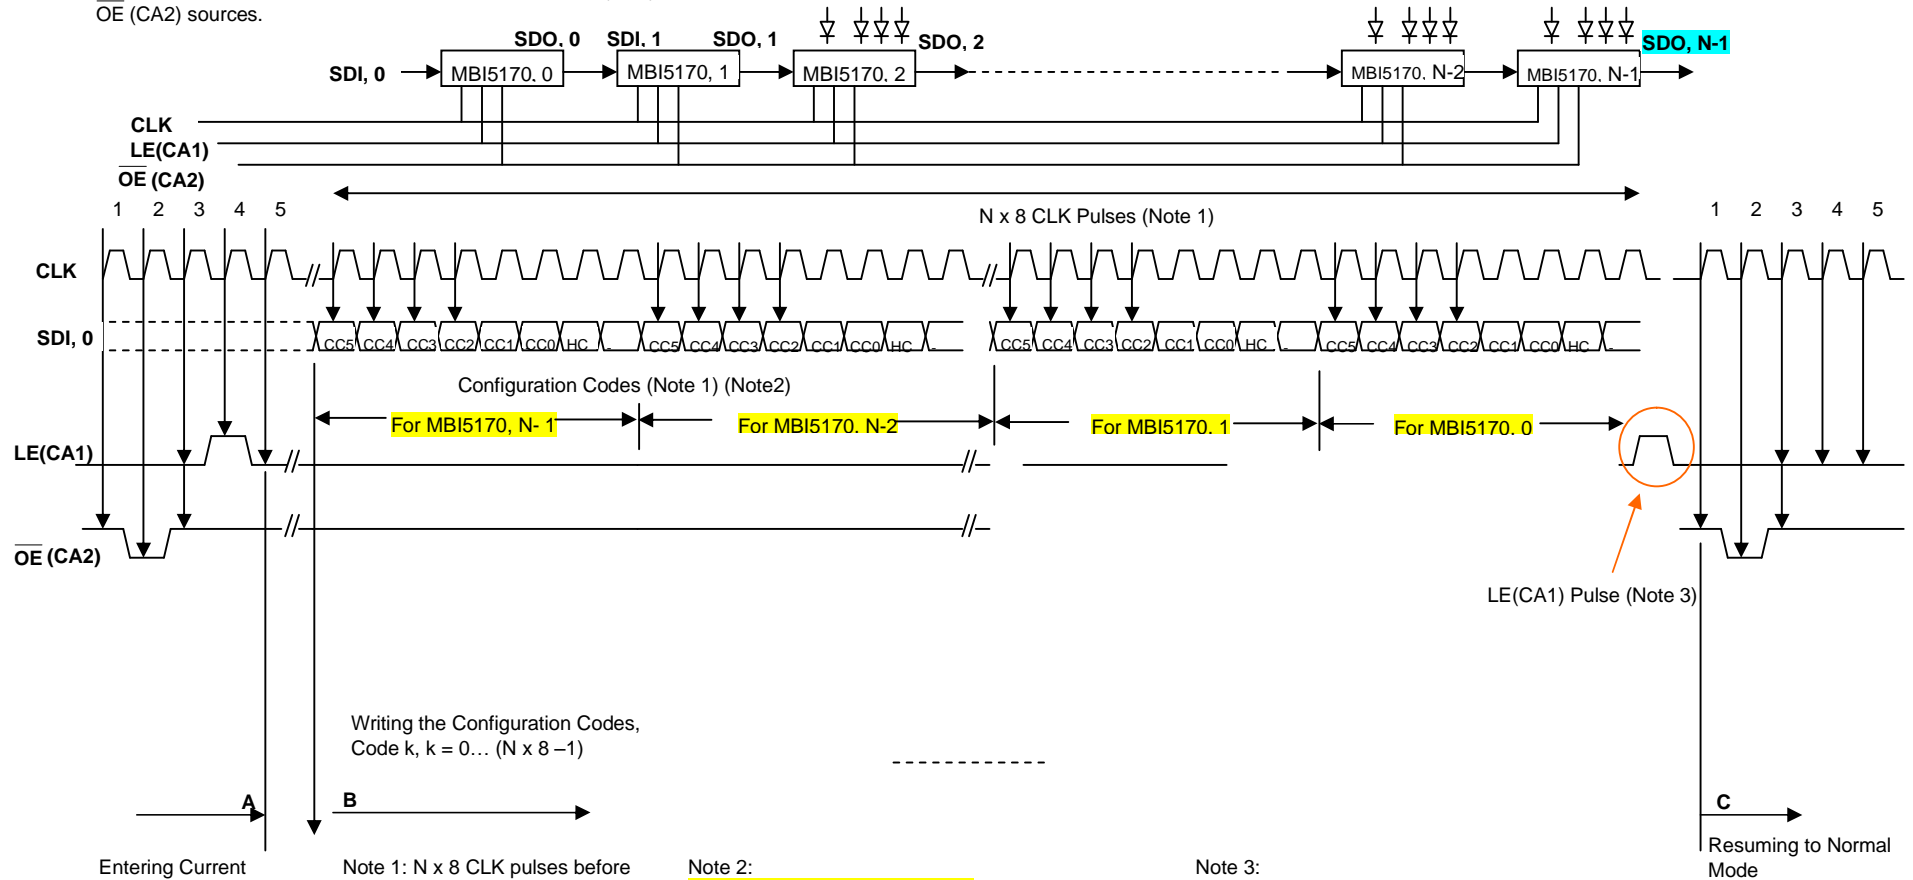 OE (CA2) sources.
SDO, 0 SDI, 1 SDO, 1 SDO, 2 SDO, N-1
SDI, 0 MBI5170, 0 MBI5170, 1 MBI5170, 2 MBI5170, N-2 MBI5170, N-1
CLK
LE(CA1)
OE (CA2)
1 2 3 4 5 N x 8 CLK Pulses (Note 1) 1 2 3 4 5
CLK
SDI, 0 CC5 CC4 CC3 CC2 CC1 CC0 HC - CC5 CC4 CC3 CC2 CC1 CC0 HC - CC5 CC4 CC3 CC2 CC1 CC0 HC - CC5 CC4 CC3 CC2 CC1 CC0 HC -
Configuration Codes (Note 1) (Note2)
For MBI5170, N- 1 For MBI5170, N-2 For MBI5170, 1 For MBI5170, 0
LE(CA1)
OE (CA2)
LE(CA1) Pulse (Note 3)
Writing the Configuration Codes,
Code k, k = 0… (N x 8 –1)
A B C
Entering Current Note 1: N x 8 CLK pulses before Note 2: Note 3: Resuming to Normal
Mode